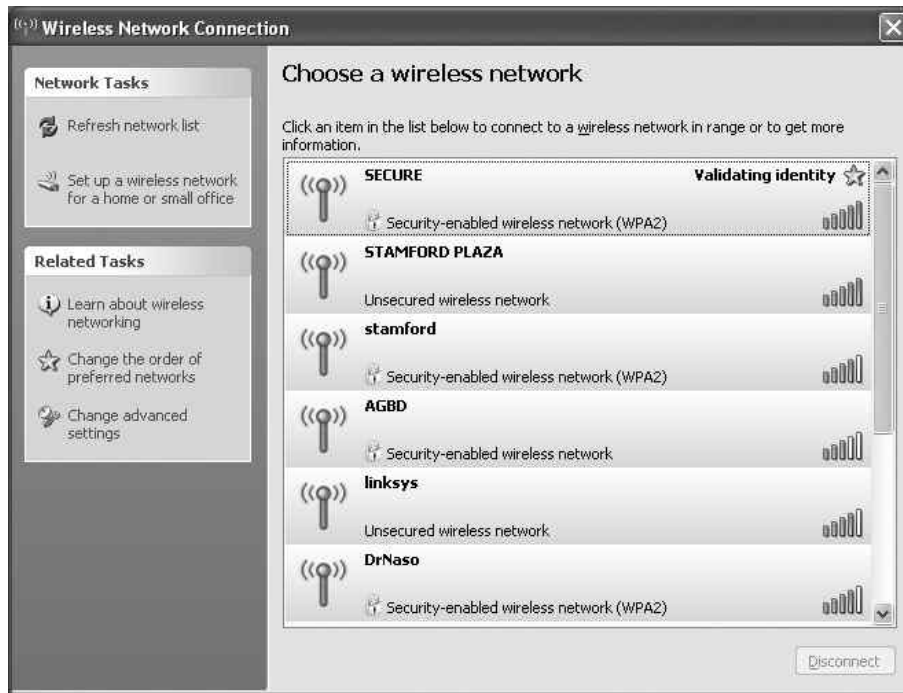 Wireless Network Connection
Network Tasks
Refresh network list
Set up a wireless network
for a home or small office
Related Tasks
Learn about wireless
networking
Change the order of
preferred networks
Change advanced
settings
Choose a wireless network
Click an item in the list below to connect to a wireless network in range or to get more
information.
SECURE Validating identity
Security-enabled wireless network (WPA2)
STAMFORD PLAZA
Unsecured wireless network
stamford
Security-enabled wireless network (WPA2)
AGBD
Security-enabled wireless network
linksys
Unsecured wireless network
DrNaso
Security-enabled wireless network (WPA2)
Disconnect